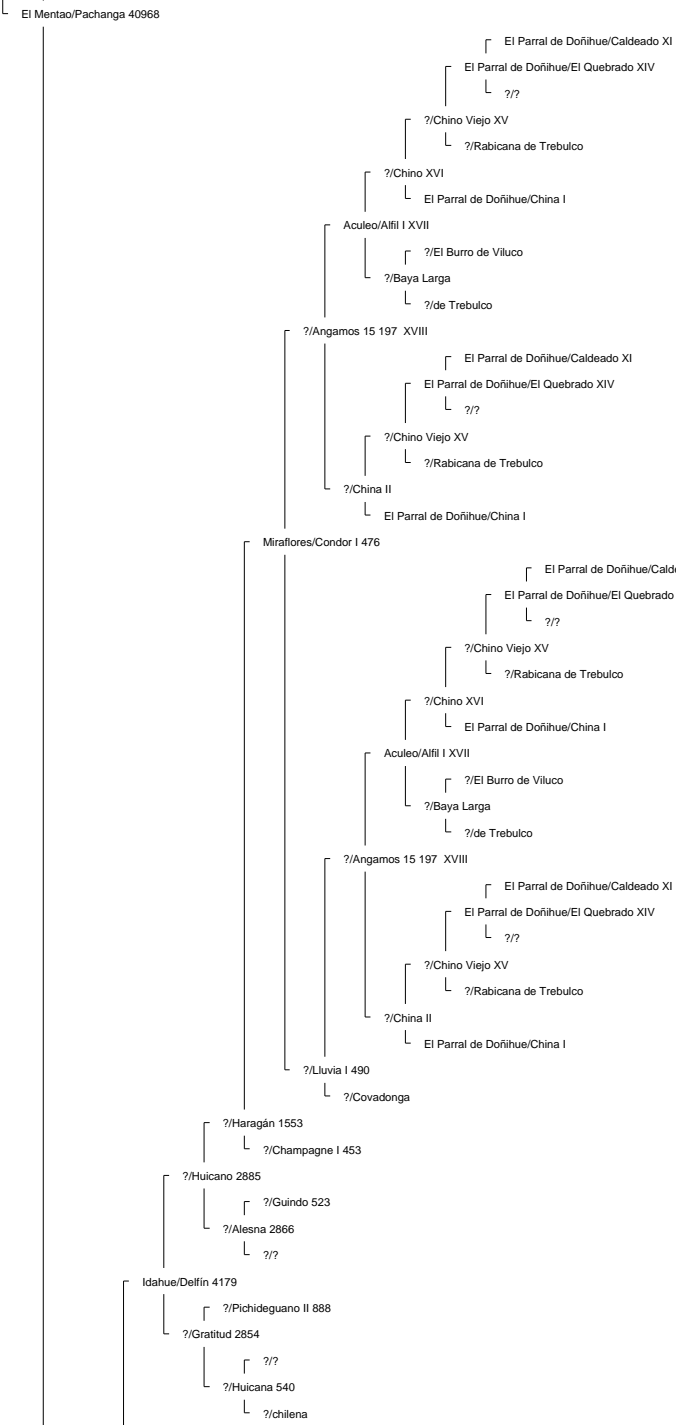 El Mentao/Pachanga 40968
El Parral de Doñihue/Caldeado XI
El Parral de Doñihue/El Quebrado XIV
?/?
?/Chino Viejo XV
?/Rabicana de Trebulco
?/Chino XVI
El Parral de Doñihue/China I
Aculeo/Alfil I XVII
?/El Burro de Viluco
?/Baya Larga
?/de Trebulco
?/Angamos 15 197 XVIII
El Parral de Doñihue/Caldeado XI
El Parral de Doñihue/El Quebrado XIV
?/?
?/Chino Viejo XV
?/Rabicana de Trebulco
?/China II
El Parral de Doñihue/China I
Miraflores/Condor I 476
El Parral de Doñihue/Cald
El Parral de Doñihue/El Quebrado
?/?
?/Chino Viejo XV
?/Rabicana de Trebulco
?/Chino XVI
El Parral de Doñihue/China I
Aculeo/Alfil I XVII
?/El Burro de Viluco
?/Baya Larga
?/de Trebulco
?/Angamos 15 197 XVIII
El Parral de Doñihue/Caldeado XI
El Parral de Doñihue/El Quebrado XIV
?/?
?/Chino Viejo XV
?/Rabicana de Trebulco
?/China II
El Parral de Doñihue/China I
?/Lluvia I 490
?/Covadonga
?/Haragán 1553
?/Champagne I 453
?/Huicano 2885
?/Guindo 523
?/Alesna 2866
?/?
Idahue/Delfín 4179
?/Pichideguano II 888
?/Gratitud 2854
?/?
?/Huicana 540
?/chilena